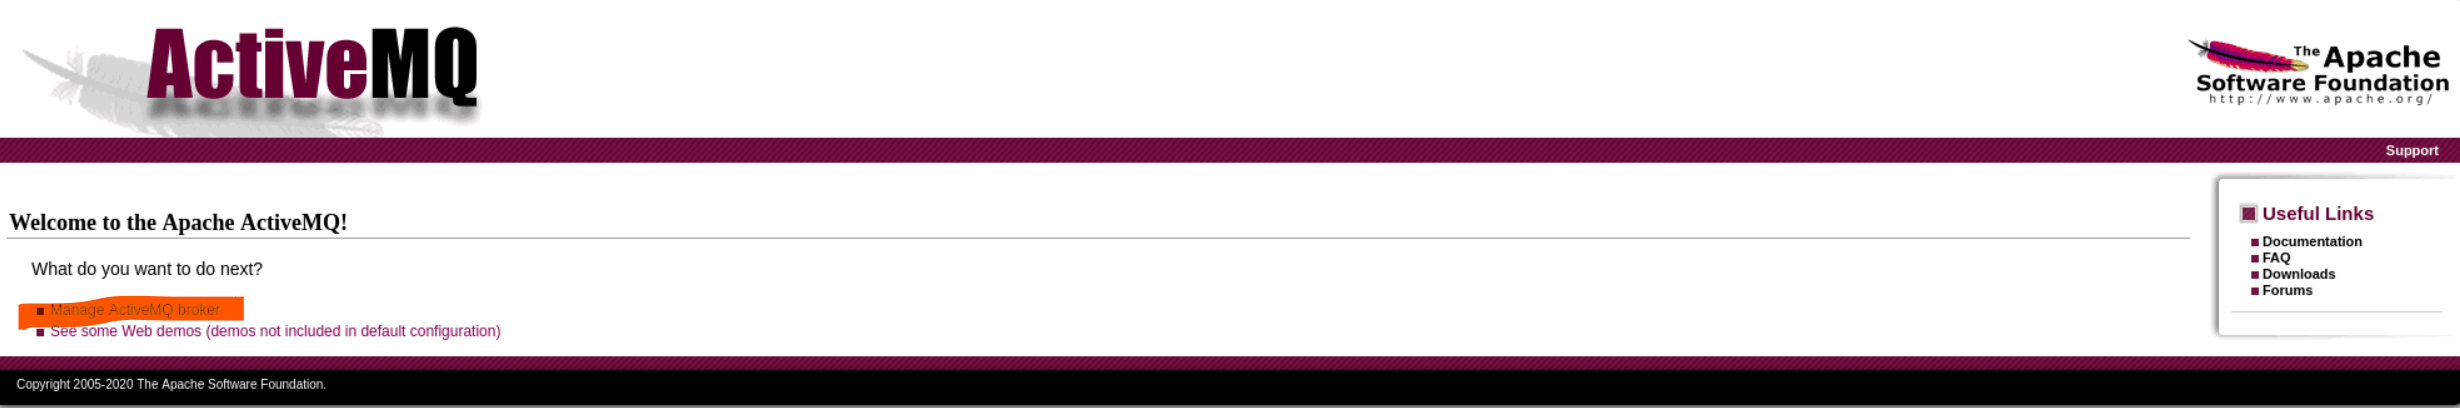 ActiveMQ
The Apache
Software Foundation
http://www.apache.org/
Support
Welcome to the Apache ActiveMQ!
What do you want to do next?
Manage ActiveMQ broker
See some Web demos (demos not included in default configuration)
Useful Links
Documentation
FAQ
Downloads
Forums
Copyright 2005-2020 The Apache Software Foundation.